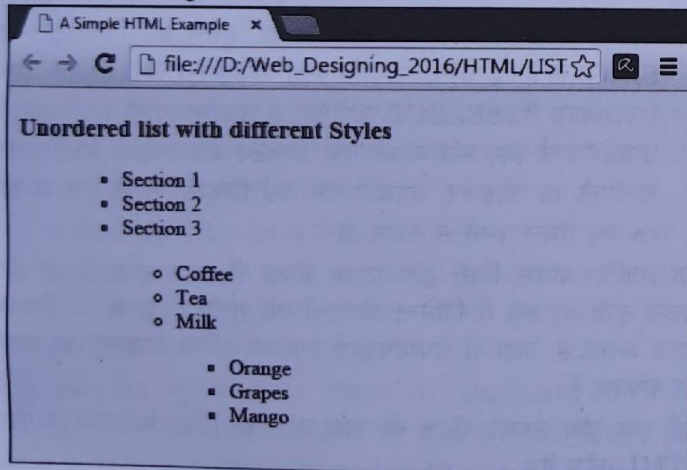 A Simple HTML Example
file:///D:/Web_Designing_2016/HTML/LIST
Unordered list with different Styles
Section 1
Section 2
Section 3
Coffee
Tea
Milk
Orange
Grapes
Mango